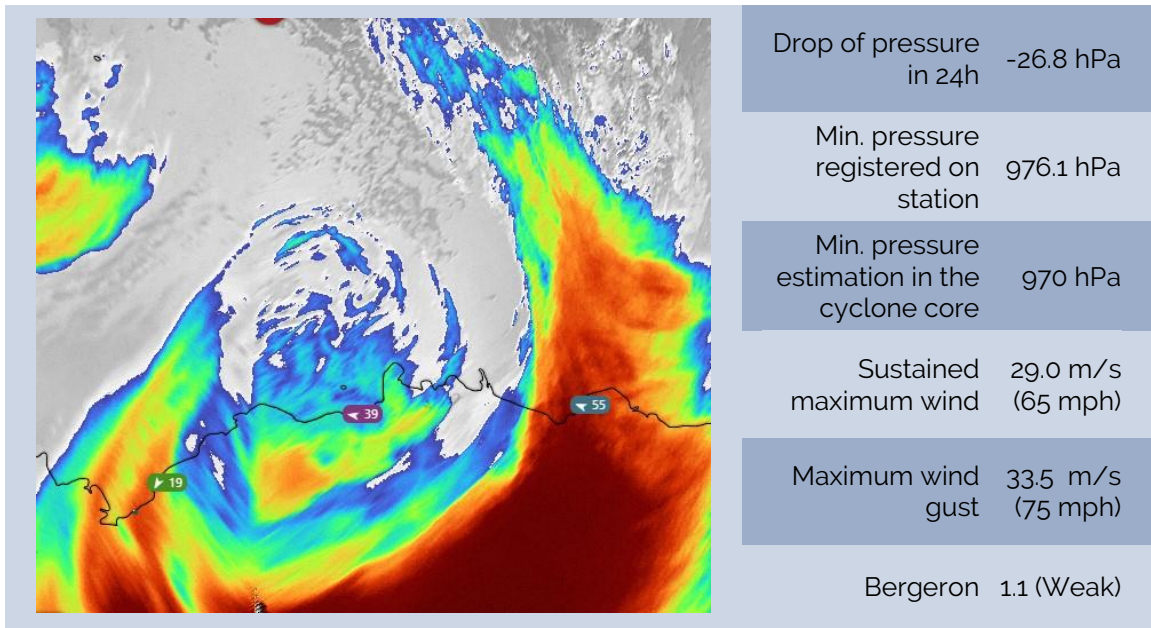 39
55
19
Drop of pressure
in 24h
-26.8 hPa
Min. pressure
registered on
station
976.1 hPa
Min. pressure
estimation in the
cyclone core
970 hPa
Sustained
maximum wind
29.0 m/s
(65 mph)
Maximum wind
gust
33.5 m/s
(75 mph)
Bergeron
1.1 (Weak)